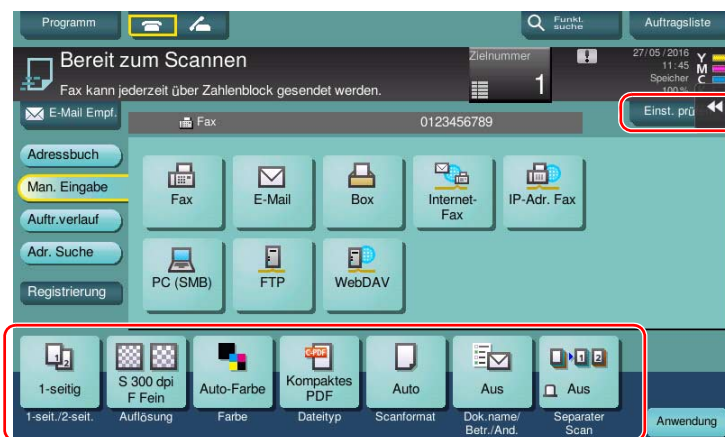 Programm
Funkt.
suche
Auftragsliste
Bereit zum Scannen
Fax kann jederzeit über Zahlenblock gesendet werden.
Zielnummer
1
27/05/2016
11:45
Speicher
100%
Y
M
C
E-Mail Empf.
Fax 0123456789
Einst. prü
Adressbuch
Man. Eingabe
Auftr.verlauf
Adr. Suche
Registrierung
Fax
E-Mail
Box
Internet-
Fax
IP-Adr. Fax
PC (SMB)
FTP
WebDAV
1-seitig
S 300 dpi
F Fein
Auto-Farbe
C-PDF
Kompaktes
PDF
Auto
Aus
Aus
1-seit./2-seit.
Auflösung
Farbe
Dateityp
Scanformat
Dok.name/
Betr./And.
Separater
Scan
Anwendung